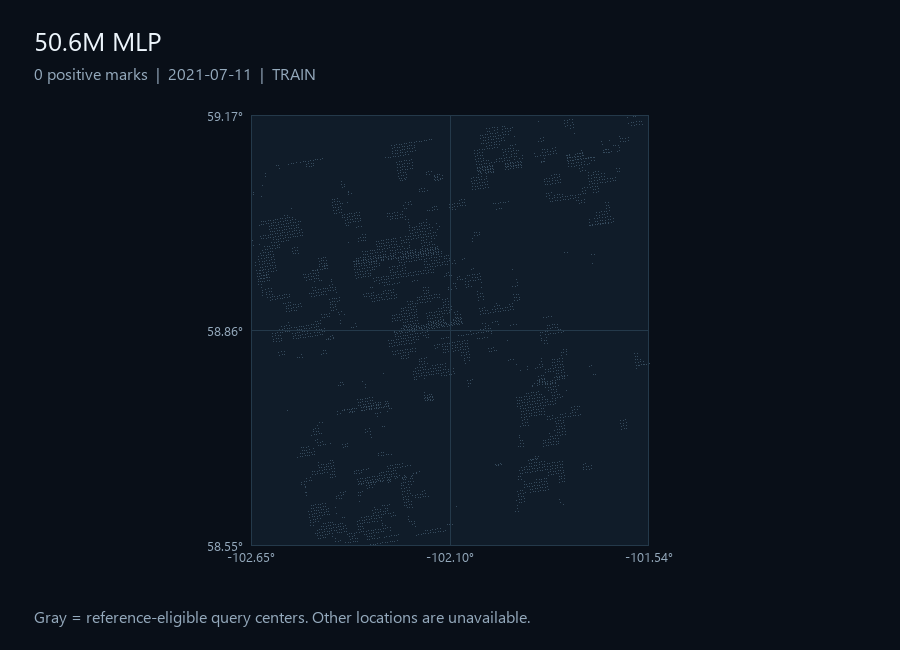 50.6M MLP
0 positive marks | 2021-07-11 | TRAIN
59.17°
58.86°
58.55°
-102.65°
-102.10°
-101.54°
Gray = reference-eligible query centers. Other locations are unavailable.